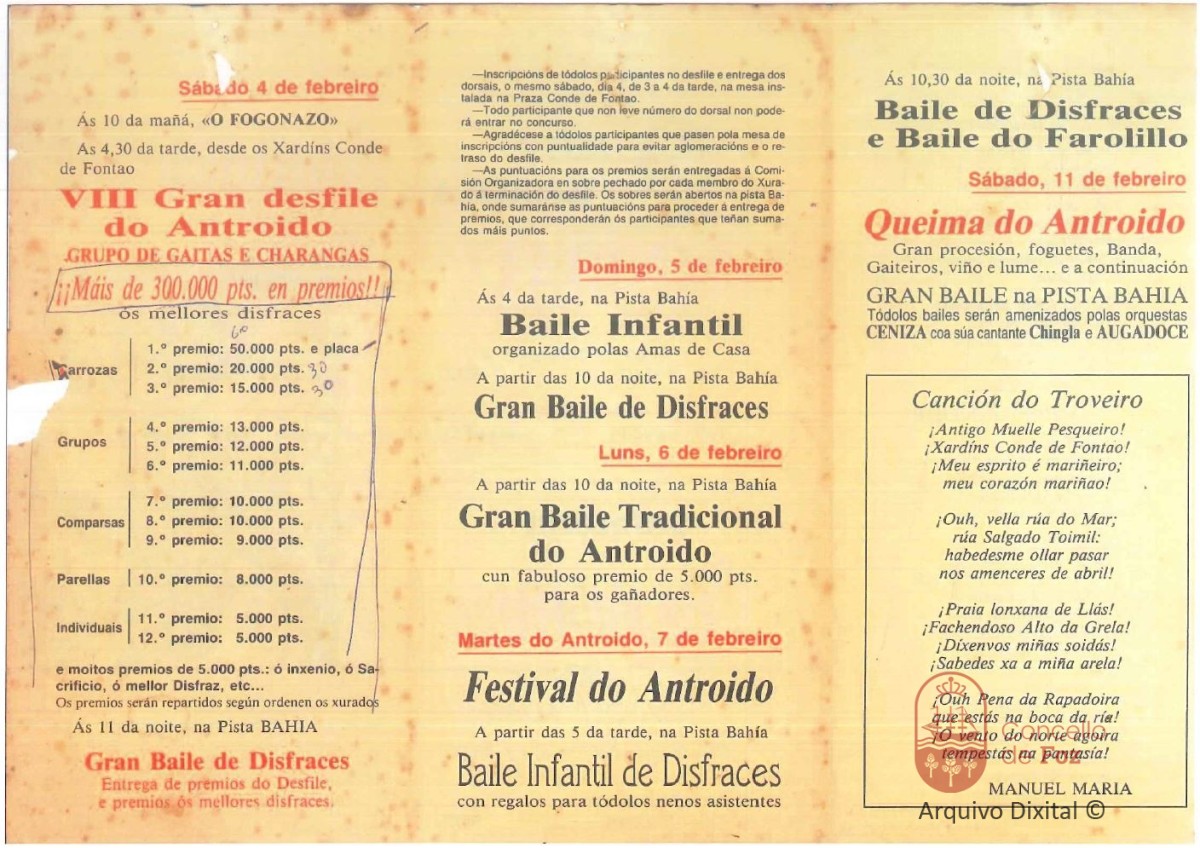 Sábado 4 de febreiro
Ás 10 da mañá, «O FOGONAZO»
As 4,30 da tarde, desde os Xardíns Conde
de Fontao
VIII Gran desfile
do Antroido
GRUPO DE GAITAS E CHARANGAS
¡¡Máis de 300.000 pts. en premios!!
ós mellores disfraces
60
Carrozas
1.º premio: 50.000 pts. e placa
2.º premio: 20.000 pts. 30
3.º premio: 15.000 pts. 30
Grupos
4.º premio: 13.000 pts.
5.º premio: 12.000 pts.
6.º premio: 11.000 pts.
Comparsas
7.º premio: 10.000 pts.
8.º premio: 10.000 pts.
9.º premio: 9.000 pts.
Parellas
10.º premio: 8.000 pts.
Individuais
11.º premio: 5.000 pts.
12.º premio: 5.000 pts.
e moitos premios de 5.000 pts.: ó inxenio, ó Sa-
crificio, ó mellor Disfraz, etc...
Os premios serán repartidos según ordenen os xurados
Ás 11 da noite, na Pista BAHIA
Gran Baile de Disfraces
Entrega de premios do Desfile,
e premios ós mellores disfraces.
—Inscripcións de tódolos participantes no desfile e entrega dos
dorsais, o mesmo sábado, día 4, de 3 a 4 da tarde, na mesa ins-
talada na Praza Conde de Fontao.
—Todo participante que non leve número do dorsal non pode-
rá entrar no concurso.
—Agradécese a tódolos participantes que pasen pola mesa de
inscripcións con puntualidade para evitar aglomeracións e o re-
traso do desfile.
—As puntuacións para os premios serán entregadas á Comi-
sión Organizadora en sobre pechado por cada membro do Xura-
do á terminación do desfile. Os sobres serán abertos na pista Ba-
hía, onde sumaránse as puntuacións para proceder á entrega de
premios, que corresponderán ós participantes que teñan suma-
dos máis puntos.
Domingo, 5 de febreiro
Ás 4 da tarde, na Pista Bahía
Baile Infantil
organizado polas Amas de Casa
A partir das 10 da noite, na Pista Bahía
Gran Baile de Disfraces
Luns, 6 de febreiro
A partir das 10 da noite, na Pista Bahía
Gran Baile Tradicional
do Antroido
cun fabuloso premio de 5.000 pts.
para os gañadores.
Martes do Antroido, 7 de febreiro
Festival do Antroido
A partir das 5 da tarde, na Pista Bahía
Baile Infantil de Disfraces
con regalos para tódolos nenos asistentes
Ás 10,30 da noite, na Pista Bahía
Baile de Disfraces
e Baile do Farolillo
Sábado, 11 de febreiro
Queima do Antroido
Gran procesión, foguetes, Banda,
Gaiteiros, viño e lume... e a continuación
GRAN BAILE na PISTA BAHIA
Tódolos bailes serán amenizados polas orquestas
CENIZA coa súa cantante Chingla e AUGADOCE
Canción do Troveiro
¡Antigo Muelle Pesqueiro!
¡Xardíns Conde de Fontao!
¡Meu esprito é mariñeiro;
meu corazón mariñao!
¡Ouh, vella rúa do Mar;
rúa Salgado Toimil:
habedesme ollar pasar
nos amenceres de abril!
¡Praia lonxana de Llás!
¡Fachendoso Alto da Grela!
¡Díxenvos miñas soidás!
¡Sabedes xa a miña arela!
¡Ouh Pena da Rapadoira
que estás na boca da ría!
¡O vento do norte agoira
tempestás na fantasía!
MANUEL MARIA
Concello
de Foz
Arquivo Dixital ©